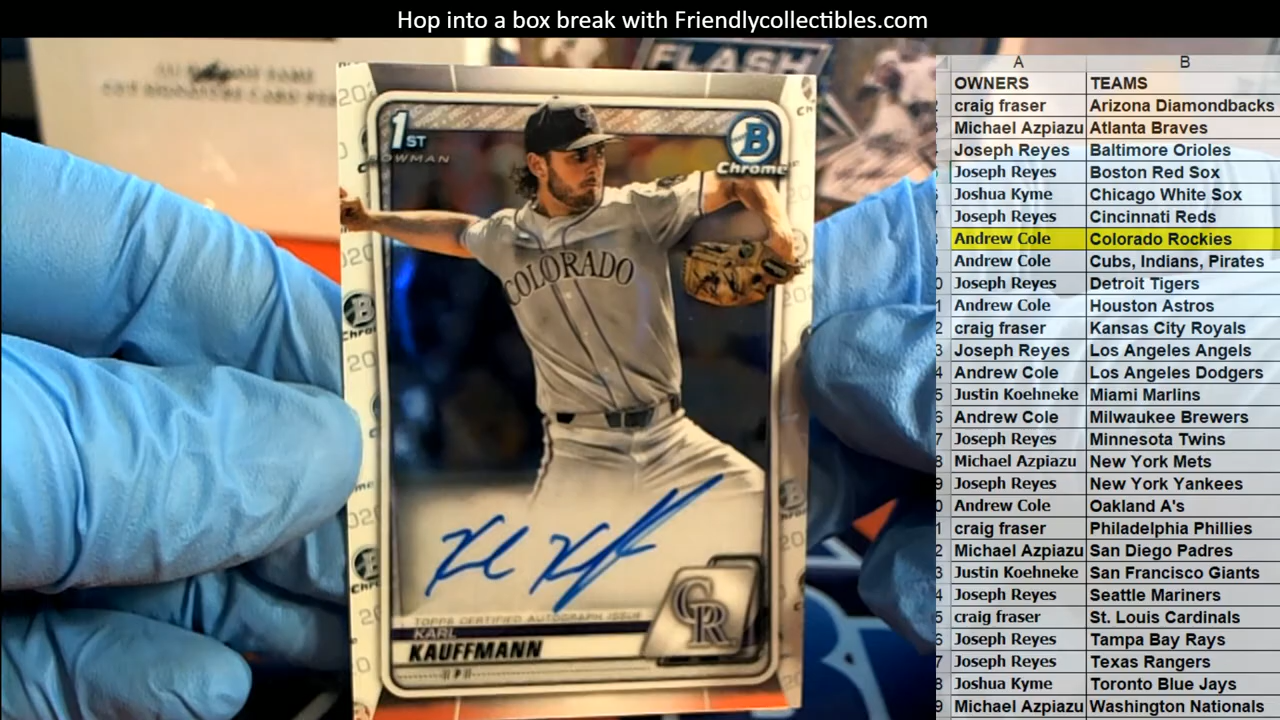 Hop into a box break with Friendlycollectibles.com
FLASH
1ST
BOWMAN
B
Chrome
COLORADO
TOPPS CERTIFIED AUTOGRAPH ISSUE
KARL
KAUFFMANN
P
CR
A B
OWNERS TEAMS
craig fraser Arizona Diamondbacks
Michael Azpiazu Atlanta Braves
Joseph Reyes Baltimore Orioles
Joseph Reyes Boston Red Sox
Joshua Kyme Chicago White Sox
Joseph Reyes Cincinnati Reds
Andrew Cole Colorado Rockies
Andrew Cole Cubs, Indians, Pirates
Joseph Reyes Detroit Tigers
Andrew Cole Houston Astros
craig fraser Kansas City Royals
Joseph Reyes Los Angeles Angels
Andrew Cole Los Angeles Dodgers
Justin Koehneke Miami Marlins
Andrew Cole Milwaukee Brewers
Joseph Reyes Minnesota Twins
Michael Azpiazu New York Mets
Joseph Reyes New York Yankees
Andrew Cole Oakland A's
craig fraser Philadelphia Phillies
Michael Azpiazu San Diego Padres
Justin Koehneke San Francisco Giants
Joseph Reyes Seattle Mariners
craig fraser St. Louis Cardinals
Joseph Reyes Tampa Bay Rays
Joseph Reyes Texas Rangers
Joshua Kyme Toronto Blue Jays
Michael Azpiazu Washington Nationals